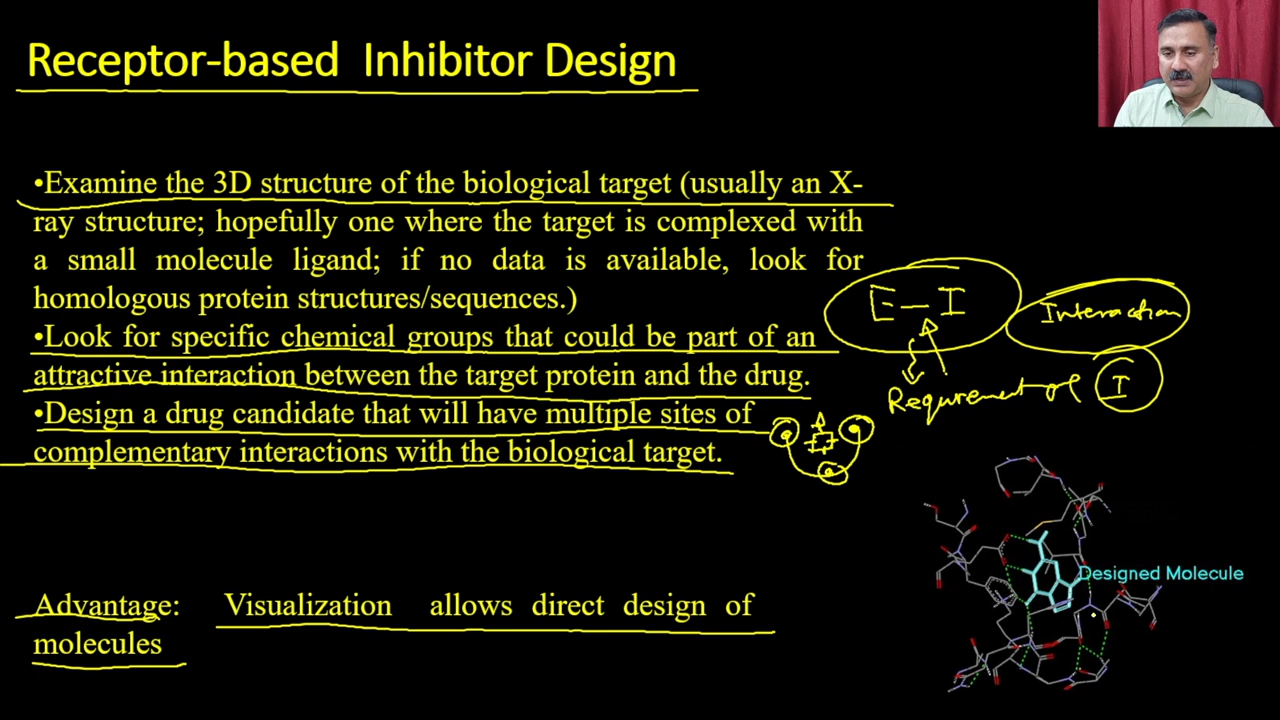 Receptor-based Inhibitor Design
•Examine the 3D structure of the biological target (usually an X-
ray structure; hopefully one where the target is complexed with
a small molecule ligand; if no data is available, look for
homologous protein structures/sequences.)
•Look for specific chemical groups that could be part of an
attractive interaction between the target protein and the drug.
•Design a drug candidate that will have multiple sites of
complementary interactions with the biological target.
E – I
Interaction
Requirement of I
Designed Molecule
Advantage: Visualization allows direct design of
molecules